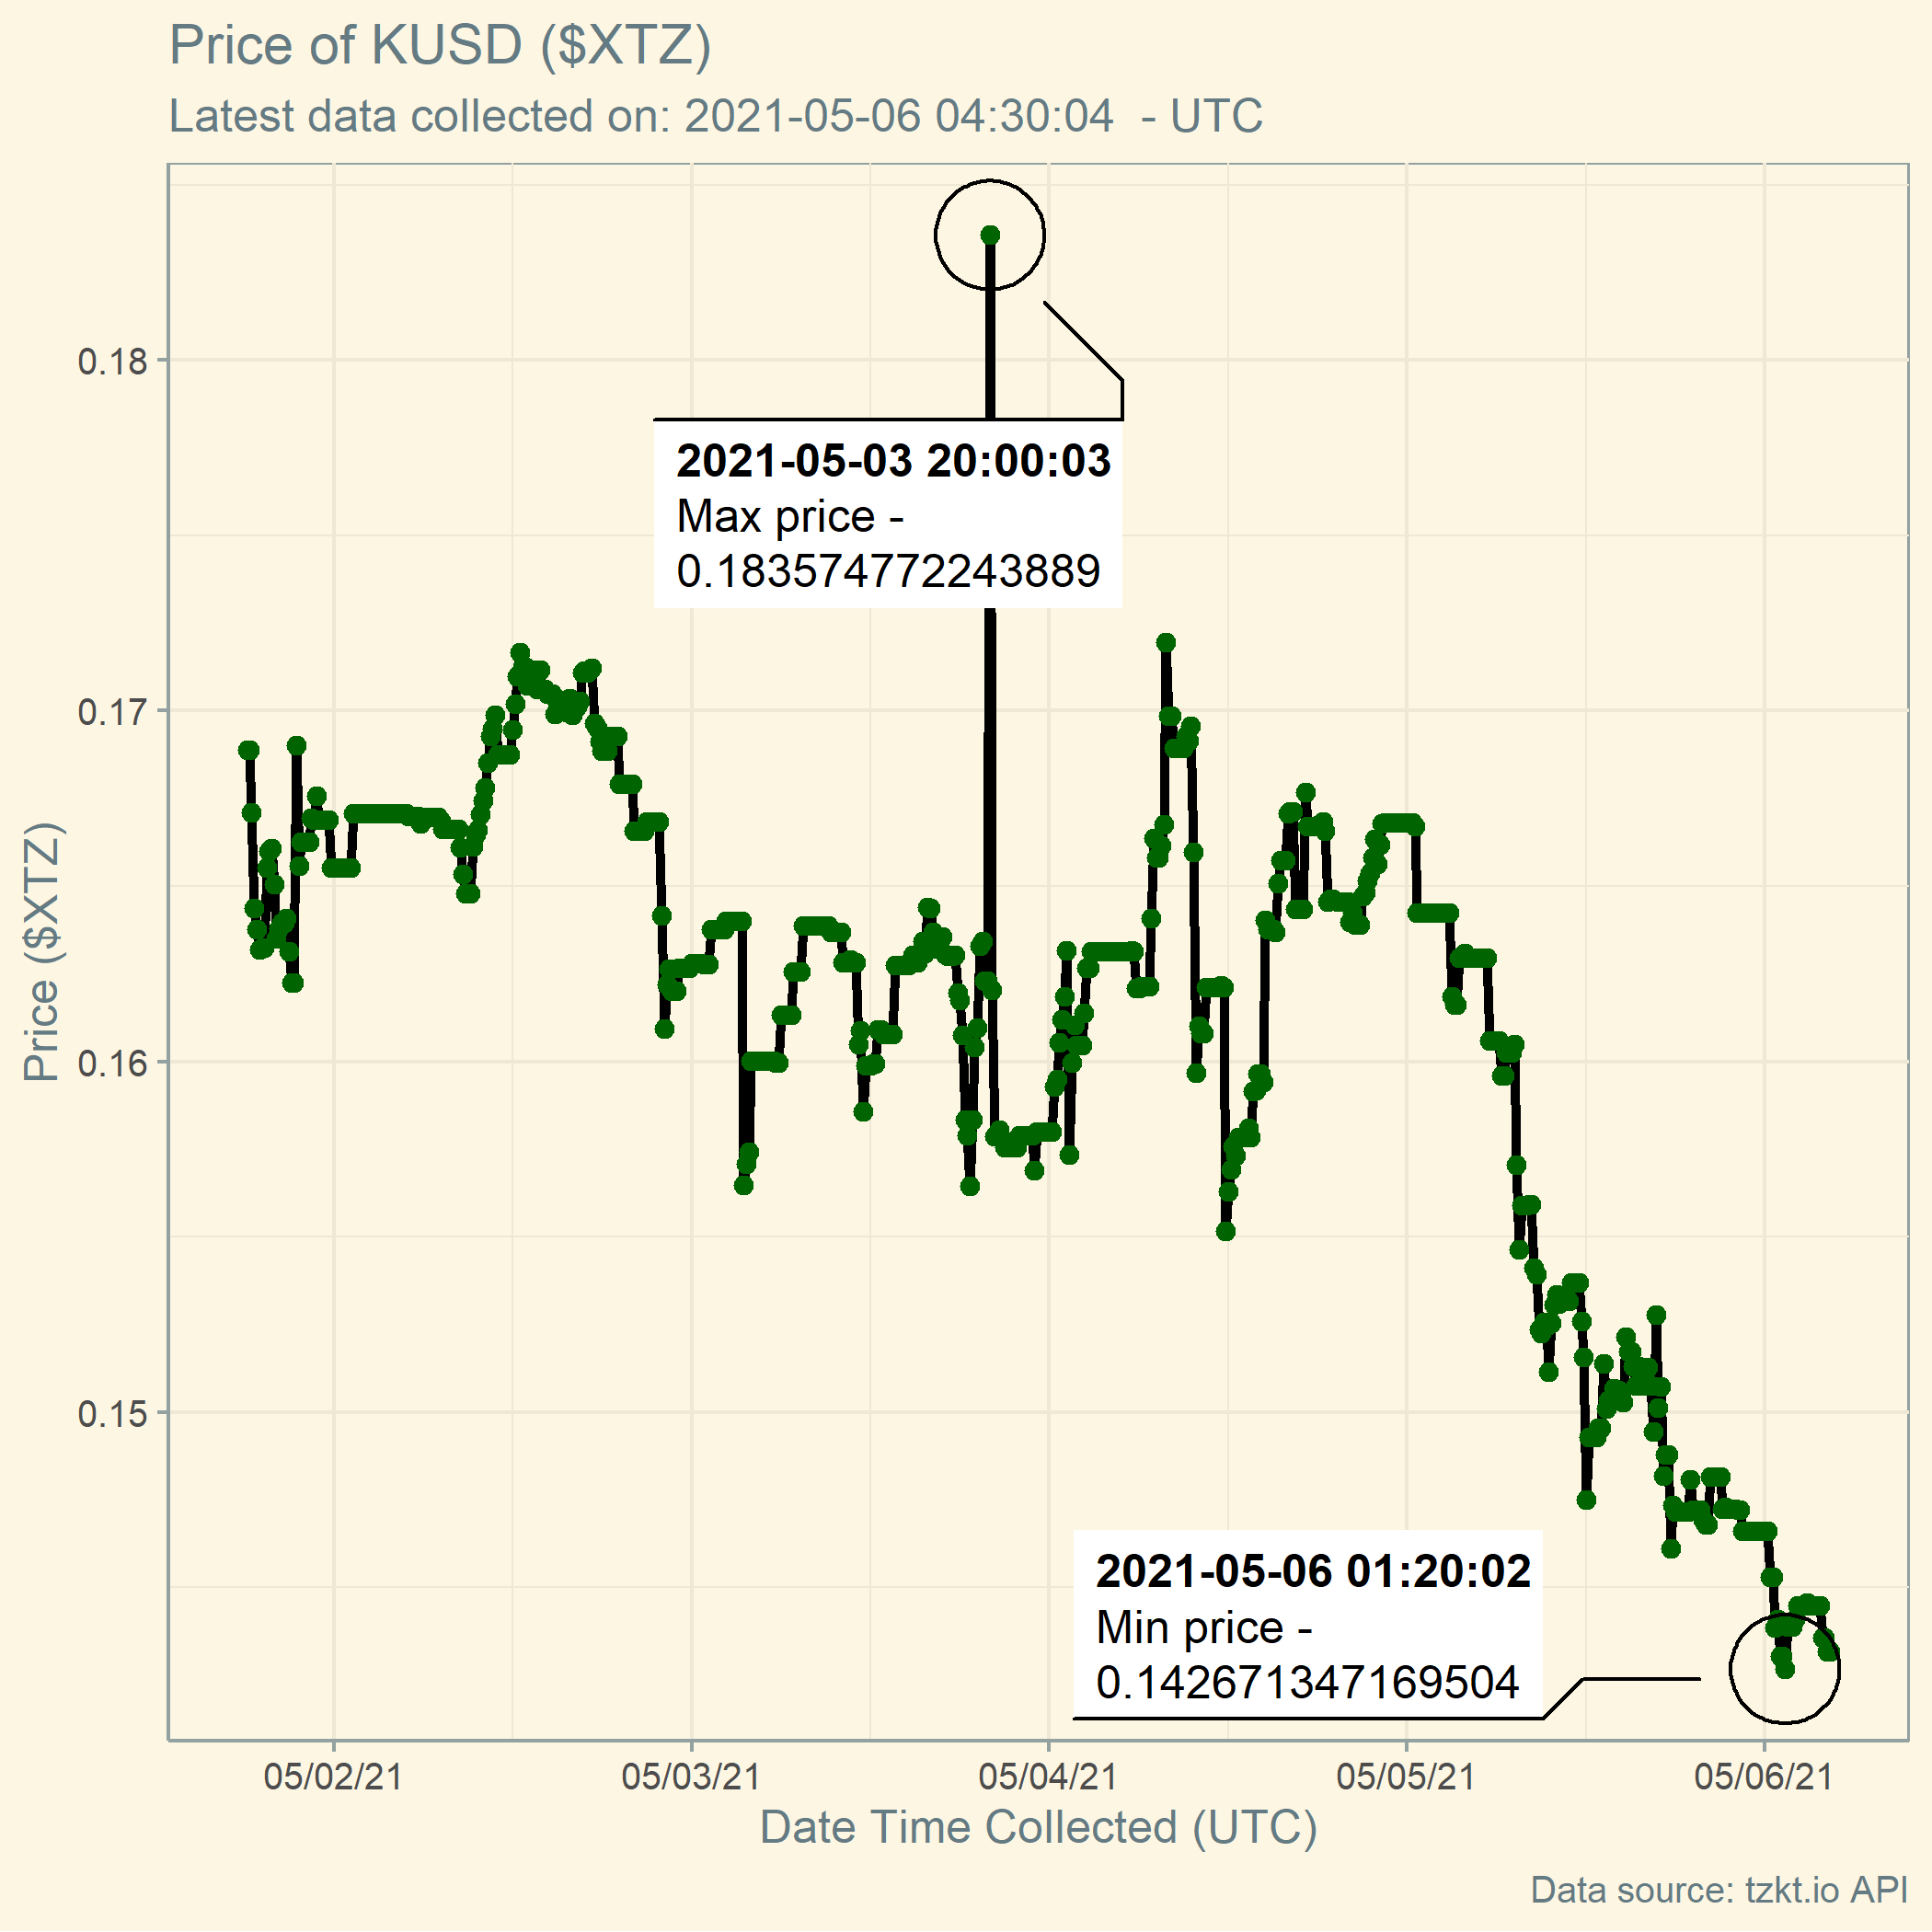 Price of KUSD ($XTZ)
Latest data collected on: 2021-05-06 04:30:04  - UTC
0.18
0.17
0.16
0.15
Price ($XTZ)
2021-05-03 20:00:03
Max price -
0.183574772243889
2021-05-06 01:20:02
Min price -
0.142671347169504
05/02/21
05/03/21
05/04/21
05/05/21
05/06/21
Date Time Collected (UTC)
Data source: tzkt.io API